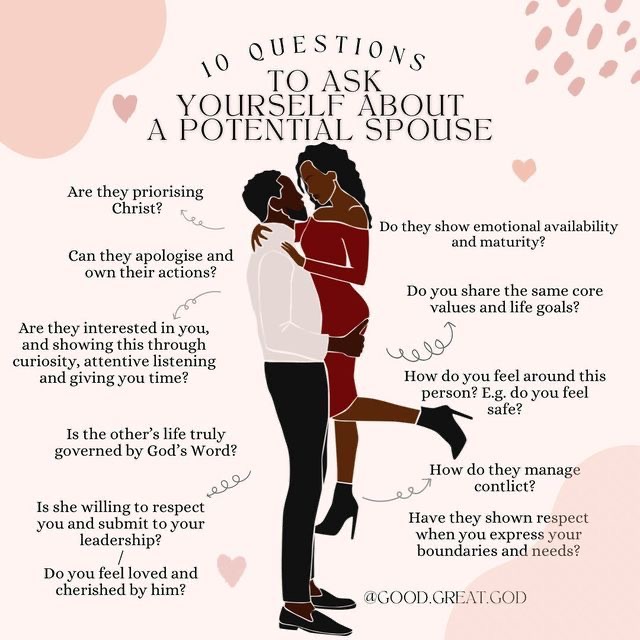 10 QUESTIONS
TO ASK
YOURSELF ABOUT
A POTENTIAL SPOUSE
Are they priorising
Christ?
Can they apologise and
own their actions?
Are they interested in you,
and showing this through
curiosity, attentive listening
and giving you time?
Is the other's life truly
governed by God's Word?
Is she willing to respect
you and submit to your
leadership?
/
Do you feel loved and
cherished by him?
Do they show emotional availability
and maturity?
Do you share the same core
values and life goals?
How do you feel around this
person? E.g. do you feel
safe?
How do they manage
contlict?
Have they shown respect
when you express your
boundaries and needs?
@GOOD.GREAT.GOD